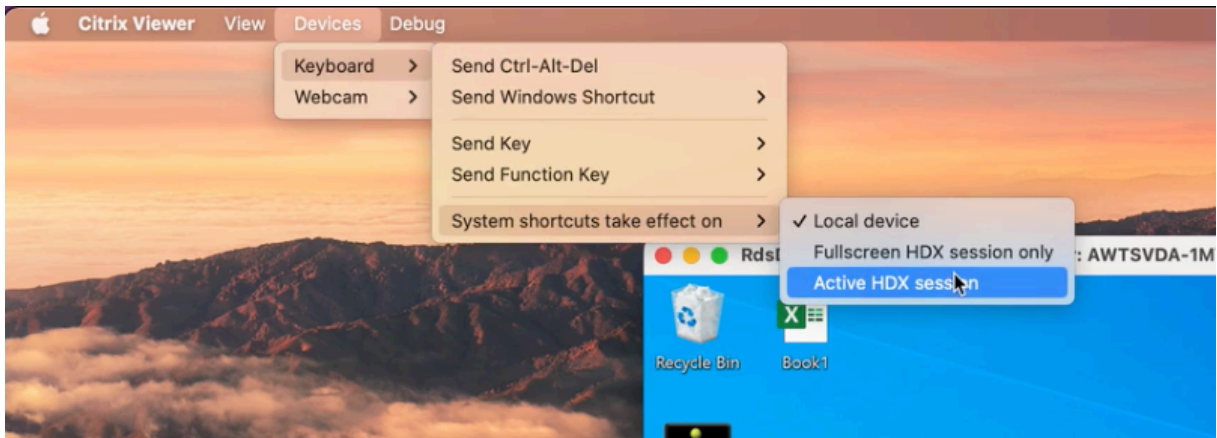 Citrix Viewer View Devices Debug
Keyboard
Webcam
Send Ctrl-Alt-Del
Send Windows Shortcut
Send Key
Send Function Key
System shortcuts take effect on
Local device
Fullscreen HDX session only
Active HDX session
: AWTSVDA-1M
Recycle Bin
Book1